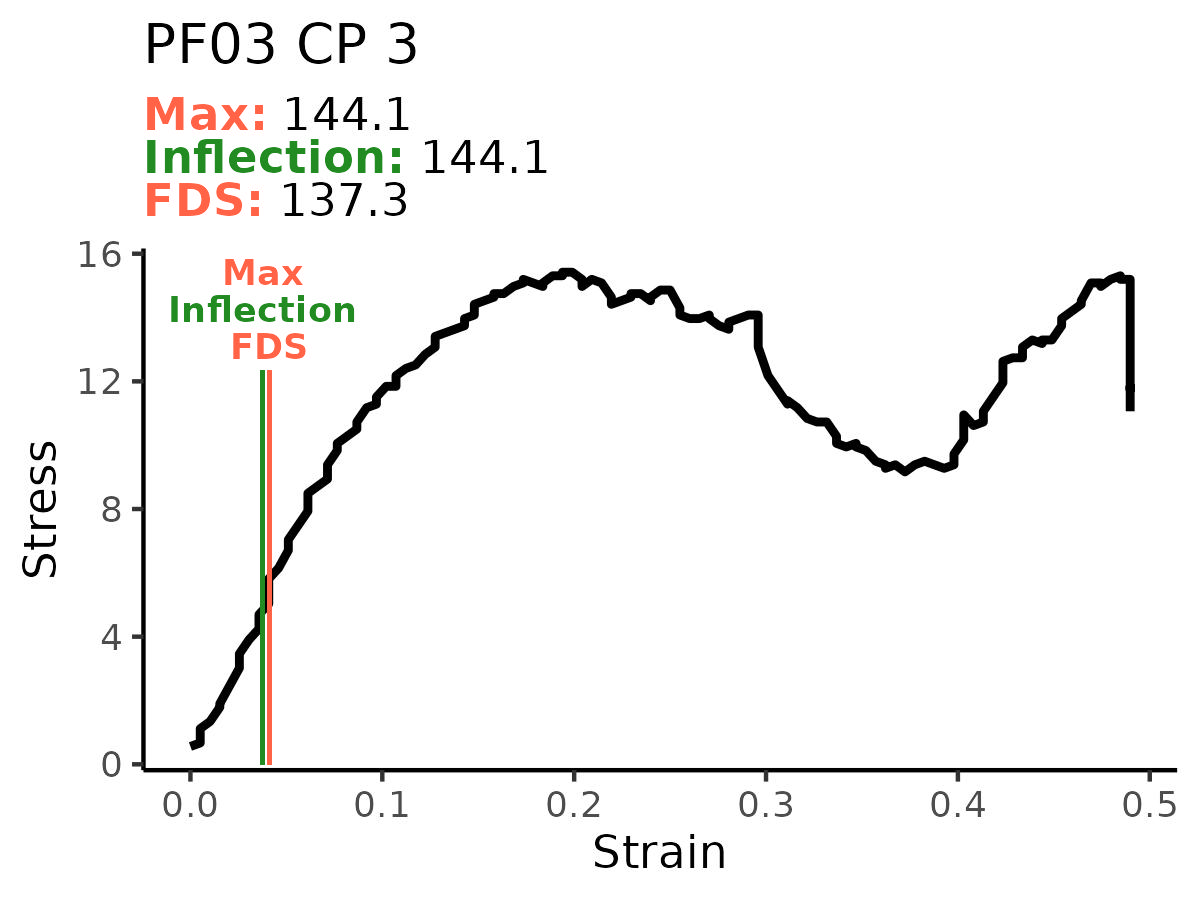 PF03 CP 3
Max: 144.1
Inflection: 144.1
FDS: 137.3
16
Max
Inflection
FDS
12
8
4
0
Stress
0.0 0.1 0.2 0.3 0.4 0.5
Strain